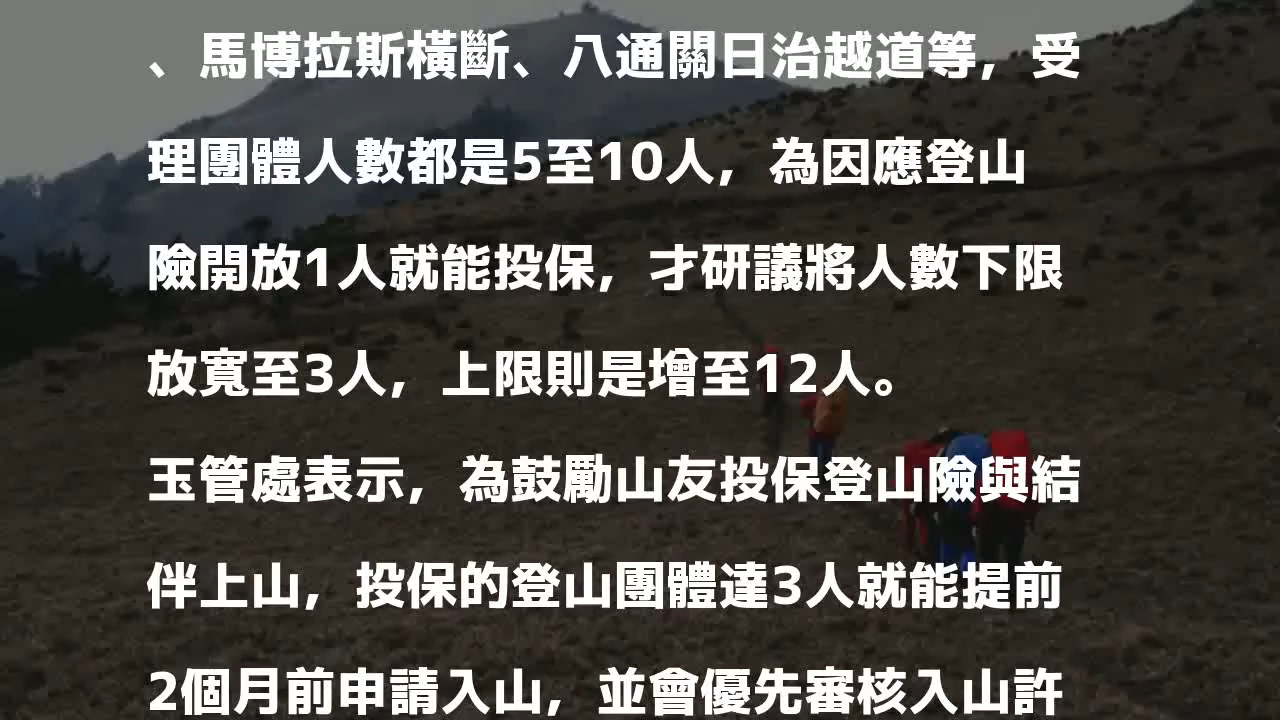 、馬博拉斯橫斷、八通關日治越道等，受
理團體人數都是5至10人，為因應登山
險開放1人就能投保，才研議將人數下限
放寬至3人，上限則是增至12人。
玉管處表示，為鼓勵山友投保登山險與結
伴上山，投保的登山團體達3人就能提前
2個月前申請入山，並會優先審核入山許